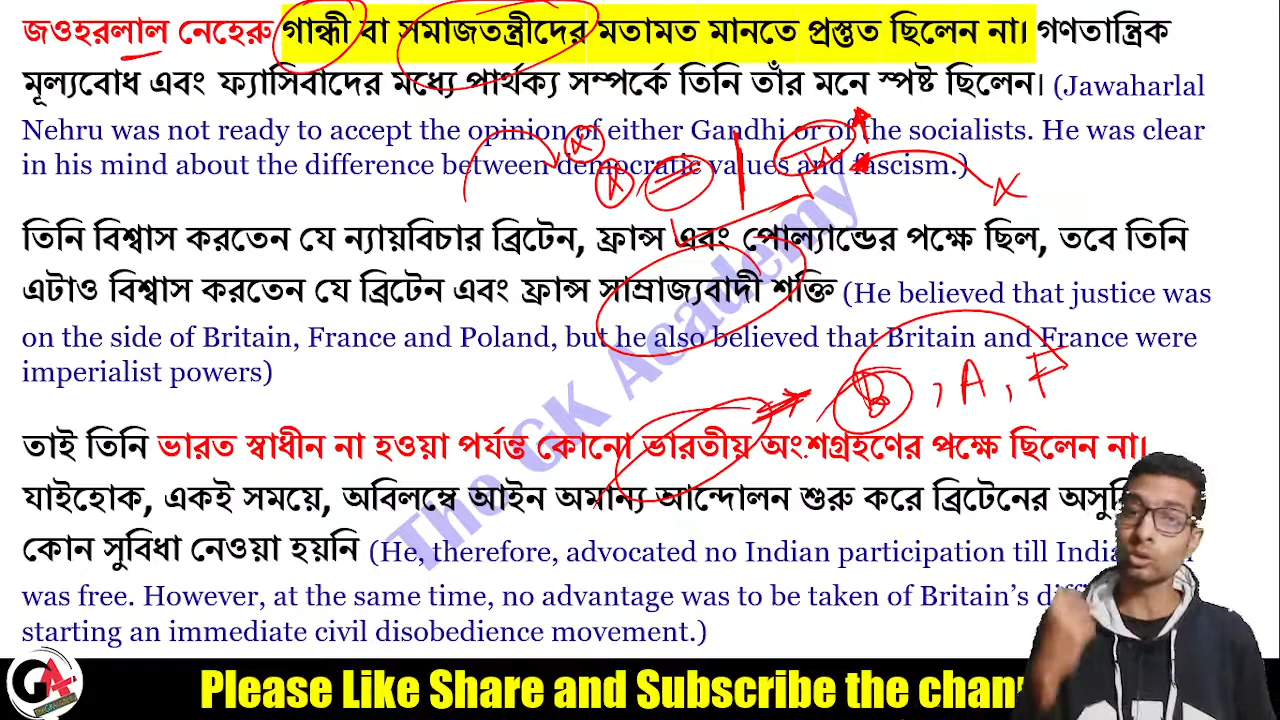 জওহরলাল নেহেরু গান্ধী বা সমাজতন্ত্রীদের মতামত মানতে প্রস্তুত ছিলেন না। গণতান্ত্রিক
মূল্যবোধ এবং ফ্যাসিবাদের মধ্যে পার্থক্য সম্পর্কে তিনি তাঁর মনে স্পষ্ট ছিলেন। (Jawaharlal
Nehru was not ready to accept the opinion of either Gandhi or of the socialists. He was clear
in his mind about the difference between democratic values and fascism.)
তিনি বিশ্বাস করতেন যে ন্যায়বিচার ব্রিটেন, ফ্রান্স এবং পোল্যান্ডের পক্ষে ছিল, তবে তিনি
এটাও বিশ্বাস করতেন যে ব্রিটেন এবং ফ্রান্স সাম্রাজ্যবাদী শক্তি (He believed that justice was
on the side of Britain, France and Poland, but he also believed that Britain and France were
imperialist powers)
B, A, F
তাই তিনি ভারত স্বাধীন না হওয়া পর্যন্ত কোনো ভারতীয় অংশগ্রহণের পক্ষে ছিলেন না।
যাইহোক, একই সময়ে, অবিলম্বে আইন অমান্য আন্দোলন শুরু করে ব্রিটেনের
কোন সুবিধা নেওয়া হয়নি (He, therefore, advocated no Indian participation till
was free. However, at the same time, no advantage was to be taken of Britain's
starting an immediate civil disobedience movement.)
The GK Academy
Please Like Share and Subscribe the